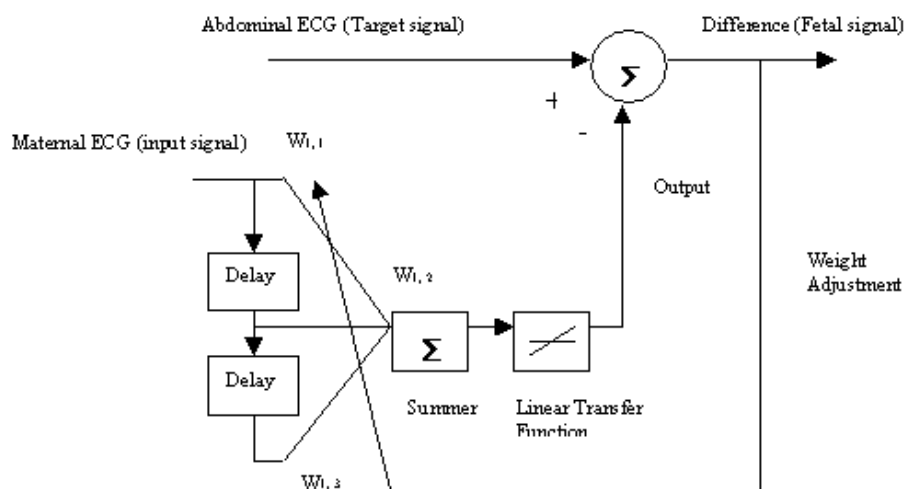 Abdominal ECG (Target signal)
Difference (Fetal signal)
Σ
+
-
Maternal ECG (input signal)
W1, 1
Output
Delay
W1, 2
Weight
Adjustment
Σ
Delay
Summer
Linear Transfer
Function
W1, 3